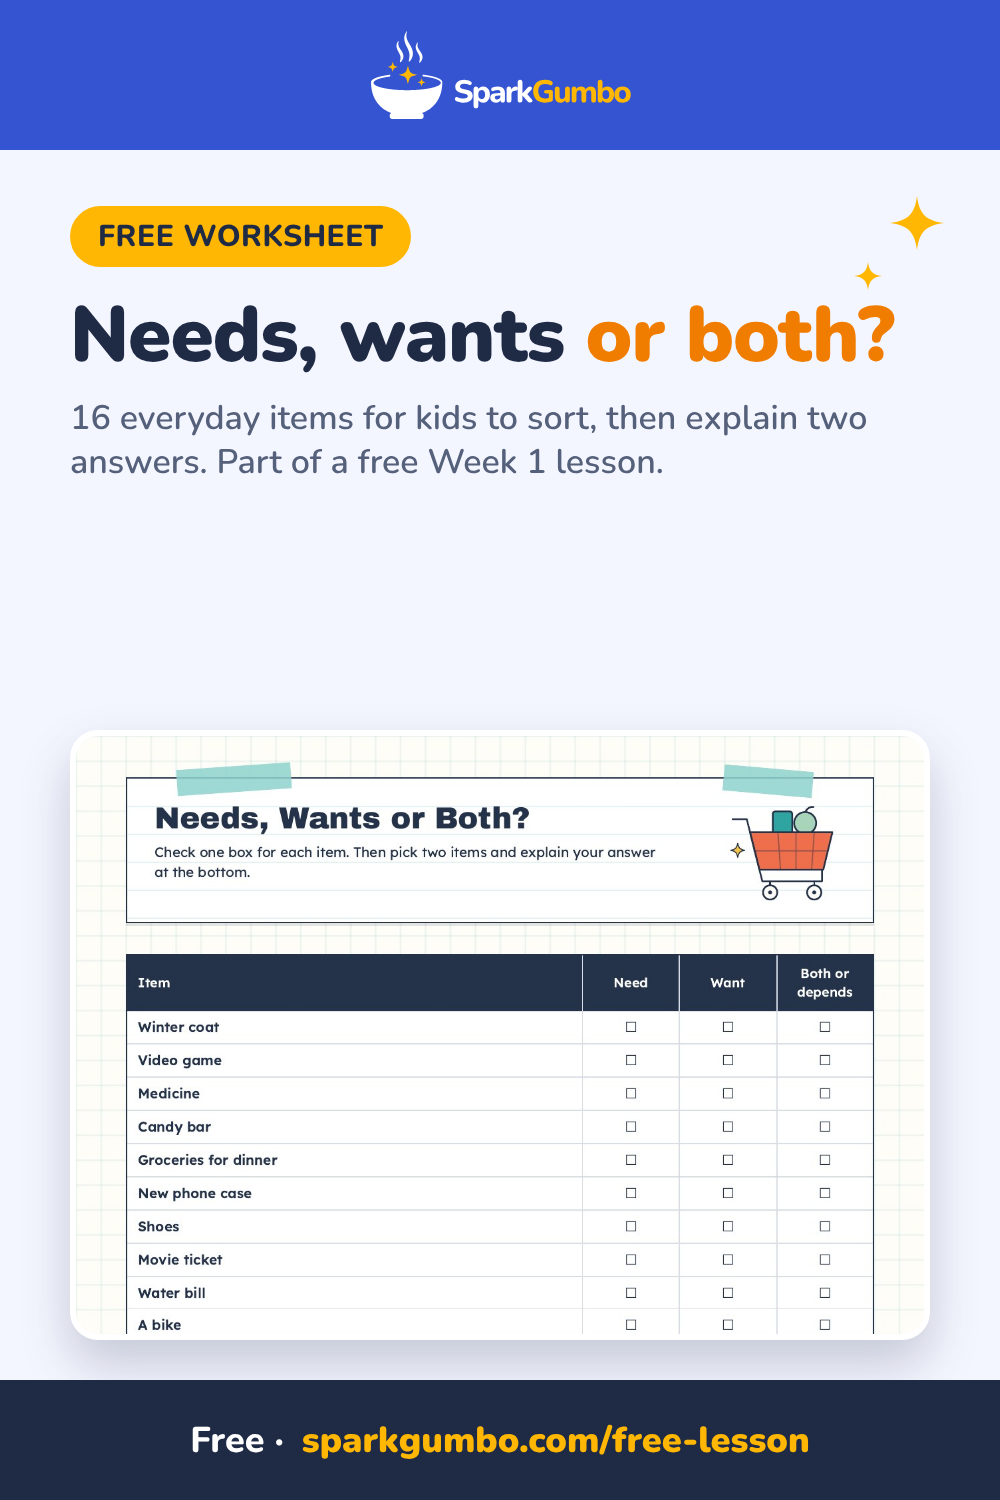 SparkGumbo
FREE WORKSHEET
Needs, wants or both?
16 everyday items for kids to sort, then explain two
answers. Part of a free Week 1 lesson.
Needs, Wants or Both?
Check one box for each item. Then pick two items and explain your answer
at the bottom.
Item Need Want Both or
depends
Winter coat ☐ ☐ ☐
Video game ☐ ☐ ☐
Medicine ☐ ☐ ☐
Candy bar ☐ ☐ ☐
Groceries for dinner ☐ ☐ ☐
New phone case ☐ ☐ ☐
Shoes ☐ ☐ ☐
Movie ticket ☐ ☐ ☐
Water bill ☐ ☐ ☐
A bike ☐ ☐ ☐
Free · sparkgumbo.com/free-lesson